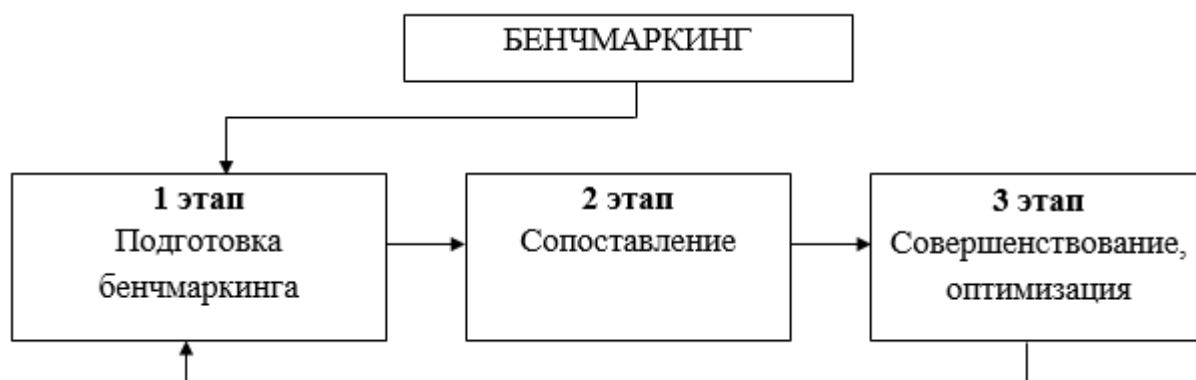 БЕНЧМАРКИНГ
1 этап
Подготовка
бенчмаркинга
2 этап
Сопоставление
3 этап
Совершенствование,
оптимизация